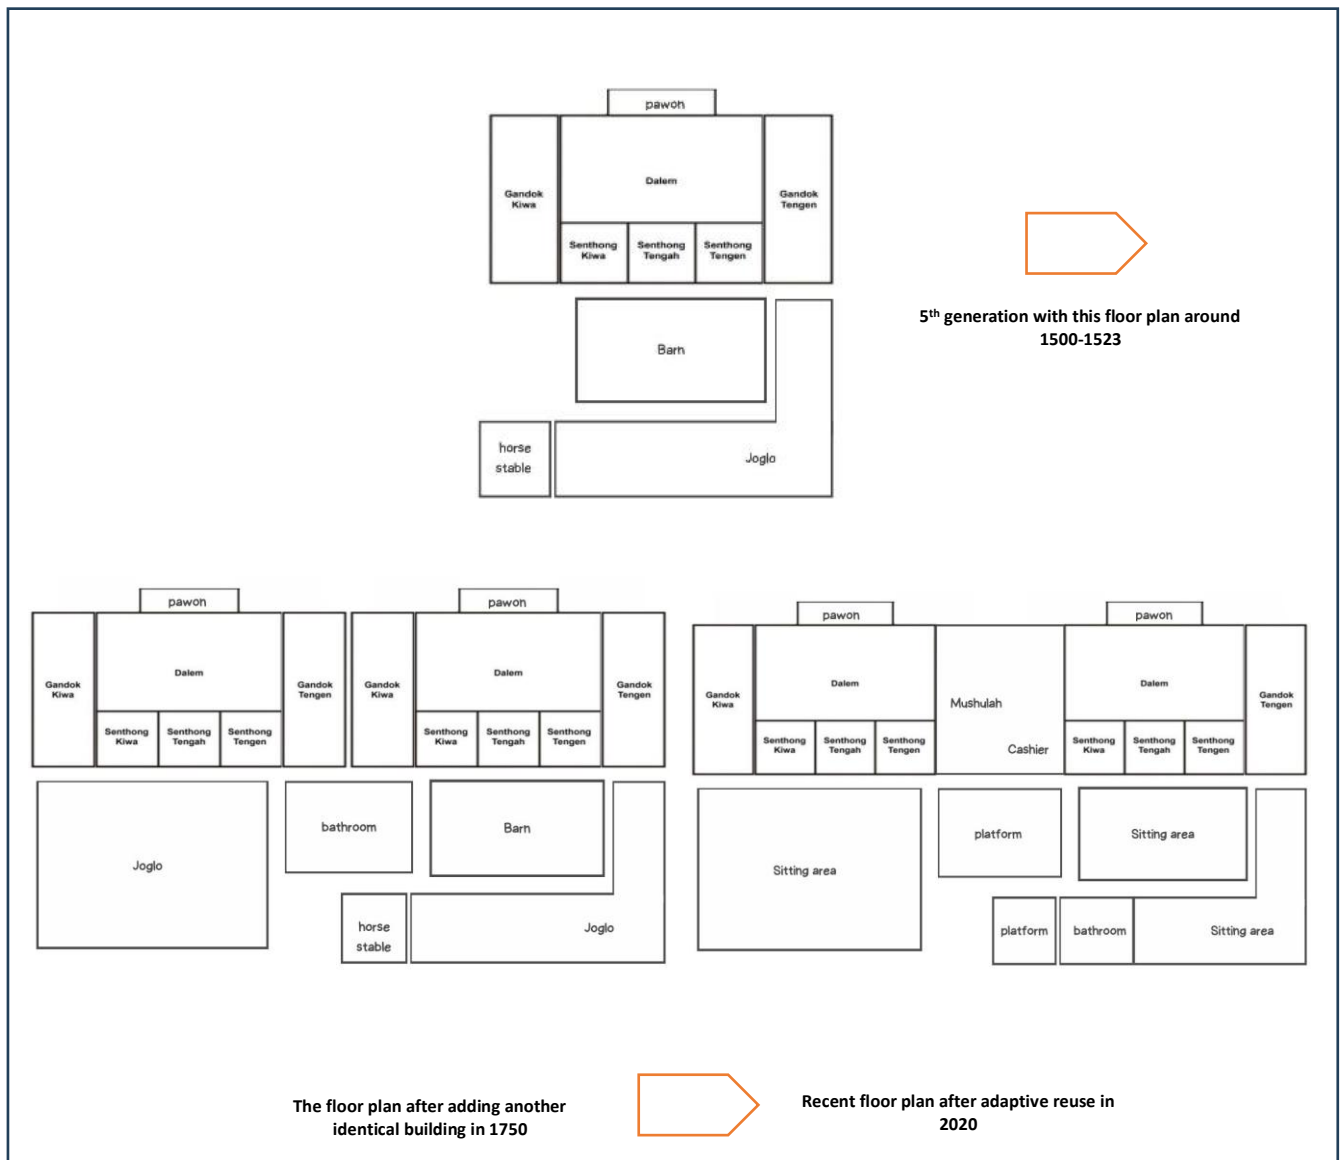 pawon
Dalem
Gandok
Kiwa
Gandok
Tengen
Senthong
Kiwa
Senthong
Tengah
Senthong
Tengen
Barn
horse
stable
Joglo
5th generation with this floor plan around
1500-1523
pawon
Dalem
Gandok
Kiwa
Gandok
Tengen
Senthong
Kiwa
Senthong
Tengah
Senthong
Tengen
pawon
Dalem
Gandok
Kiwa
Gandok
Tengen
Senthong
Kiwa
Senthong
Tengah
Senthong
Tengen
Joglo
bathroom
Barn
horse
stable
Joglo
pawon
Dalem
Gandok
Kiwa
Senthong
Kiwa
Senthong
Tengah
Senthong
Tengen
Mushulah
Cashier
pawon
Dalem
Gandok
Tengen
Senthong
Kiwa
Senthong
Tengah
Senthong
Tengen
Sitting area
platform
Sitting area
platform
bathroom
Sitting area
The floor plan after adding another
identical building in 1750
Recent floor plan after adaptive reuse in
2020